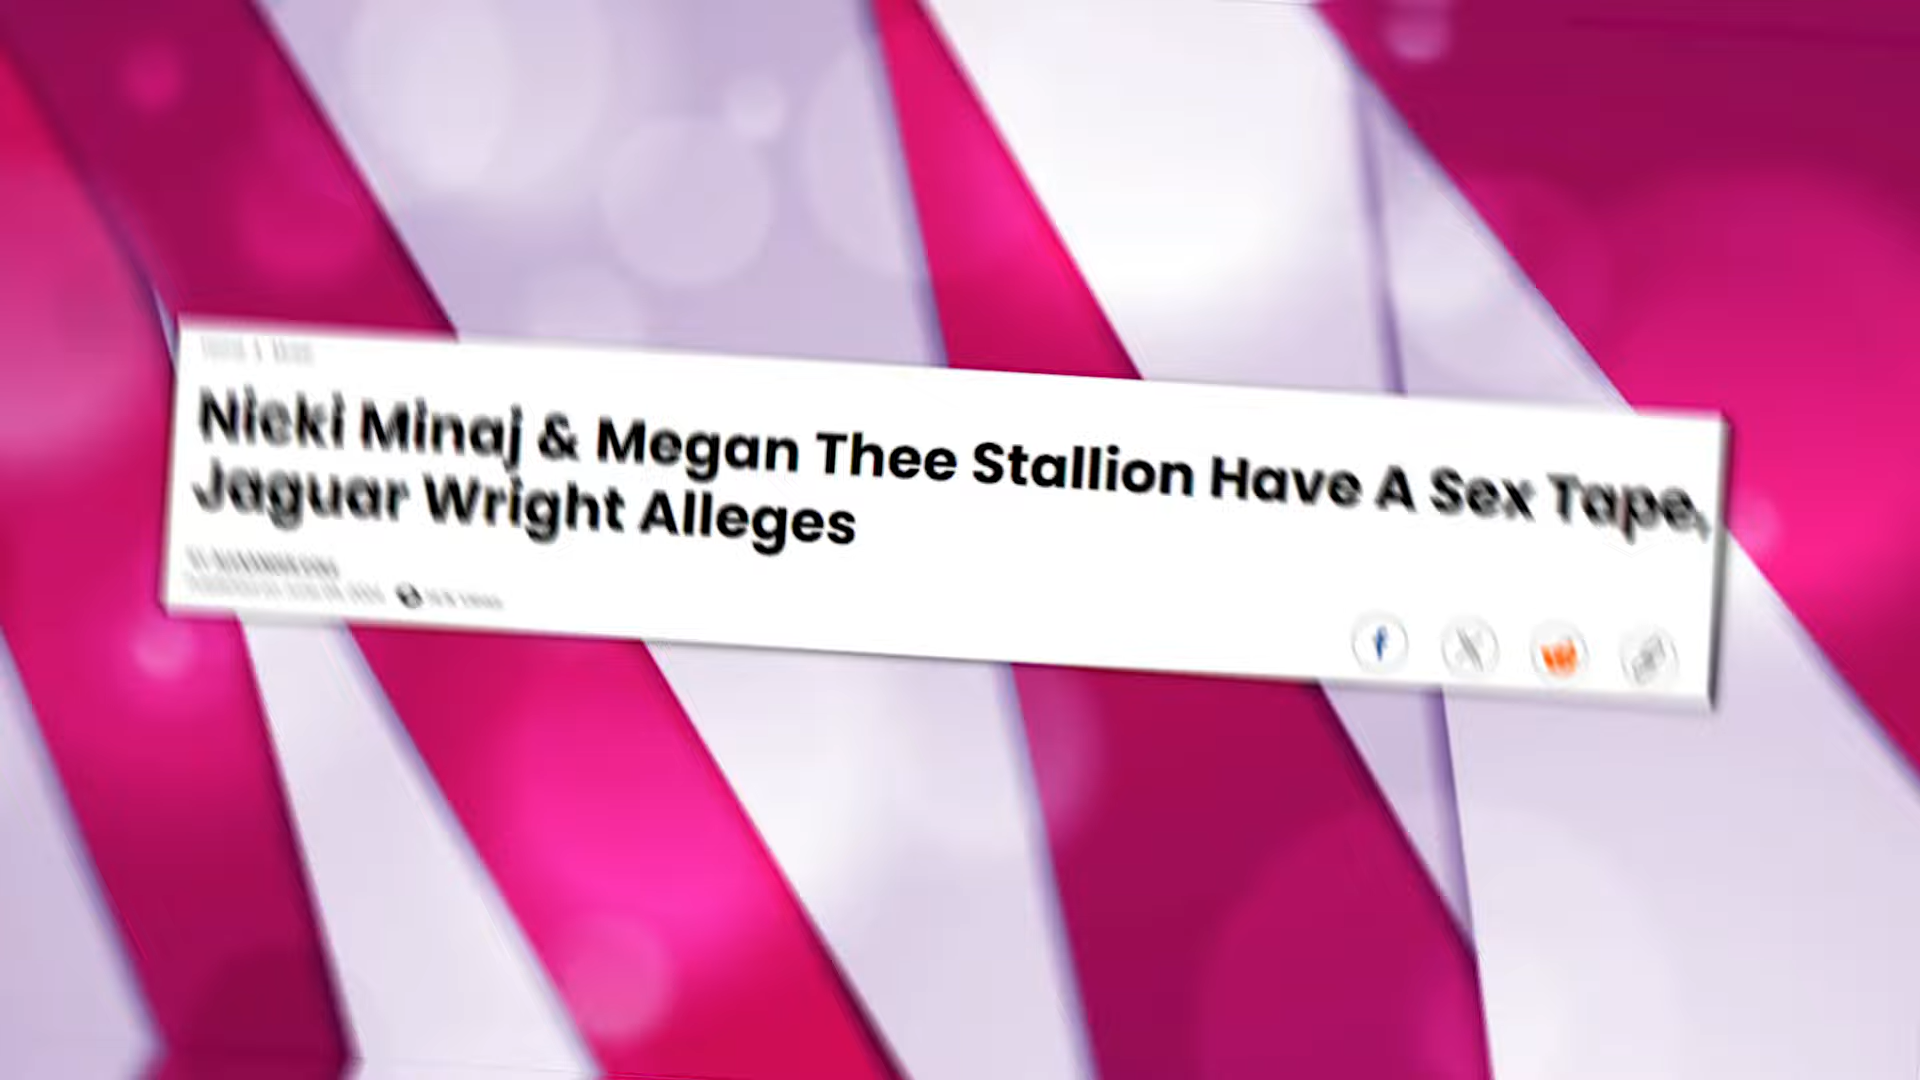 Nicki Minaj & Megan Thee Stallion Have A Sex Tape,
Jaguar Wright Alleges